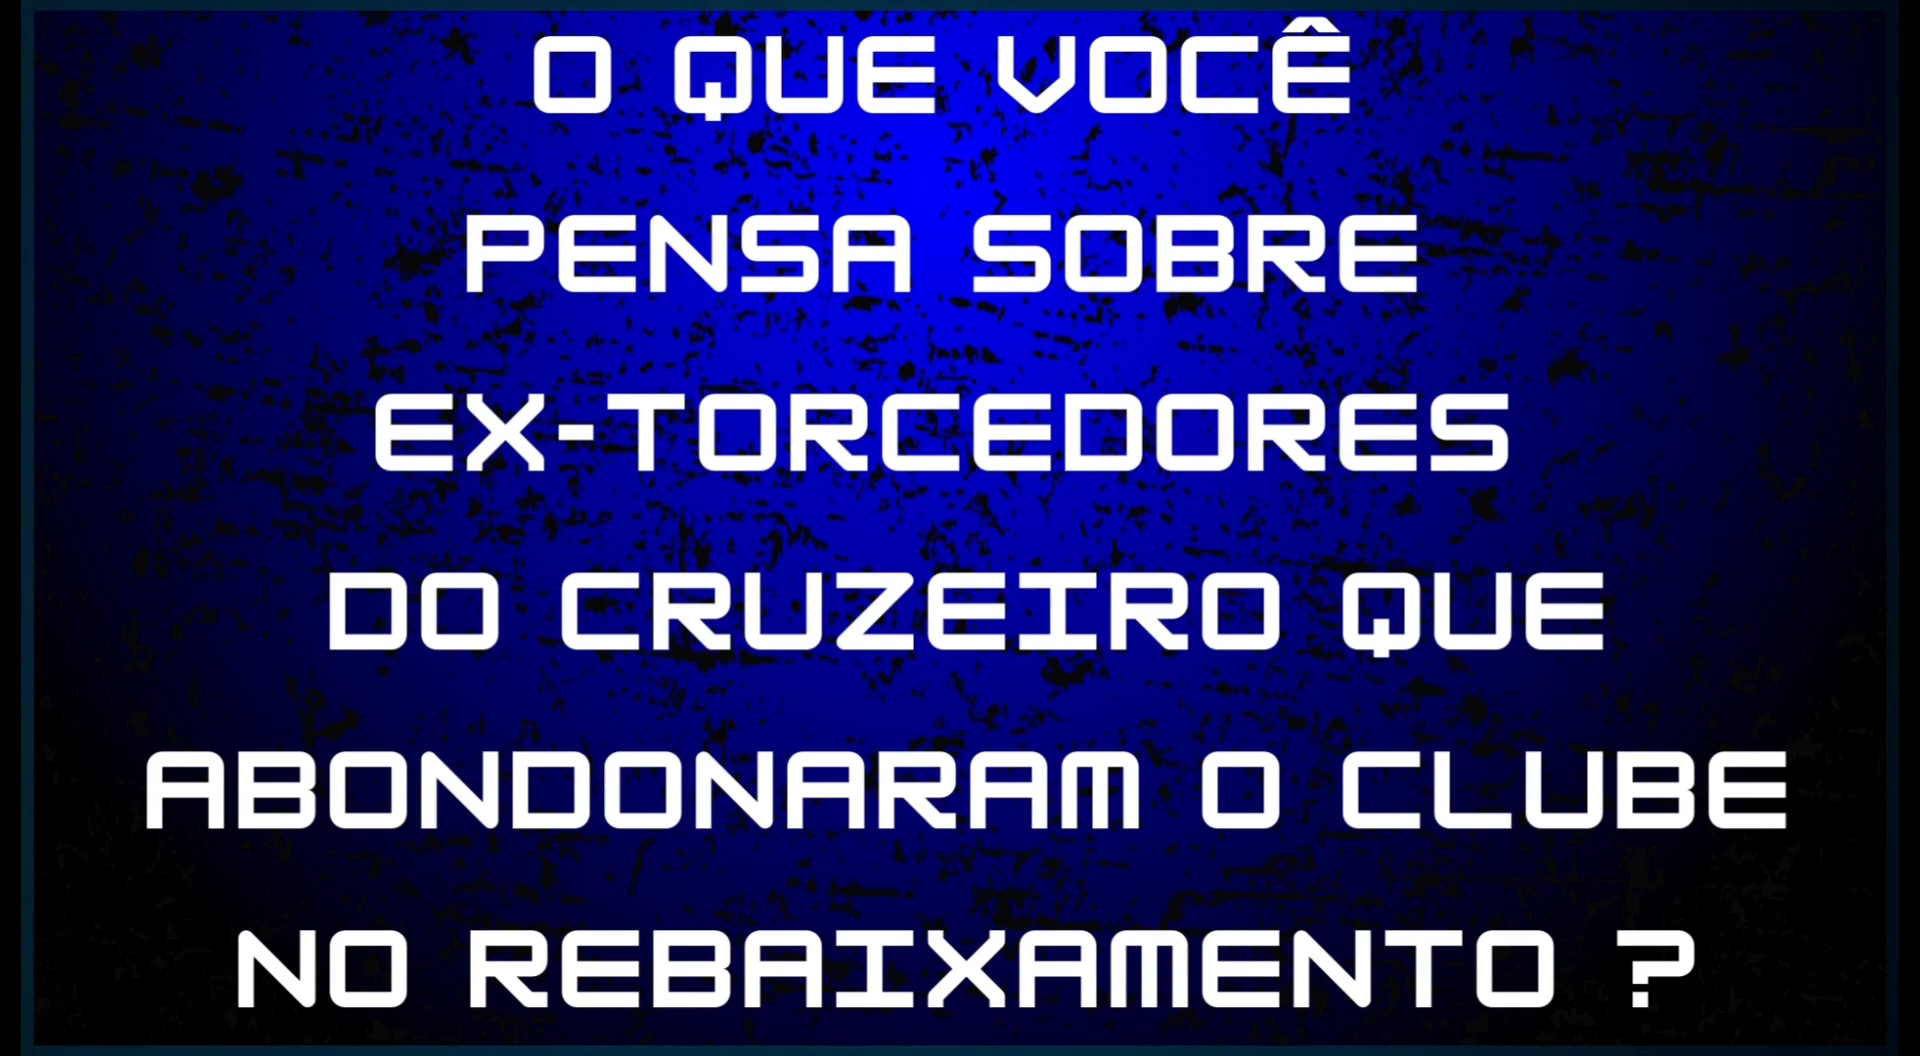 O QUE VOCÊ
PENSA SOBRE
EX-TORCEDORES
DO CRUZEIRO QUE
ABONDONARAM O CLUBE
NO REBAIXAMENTO ?